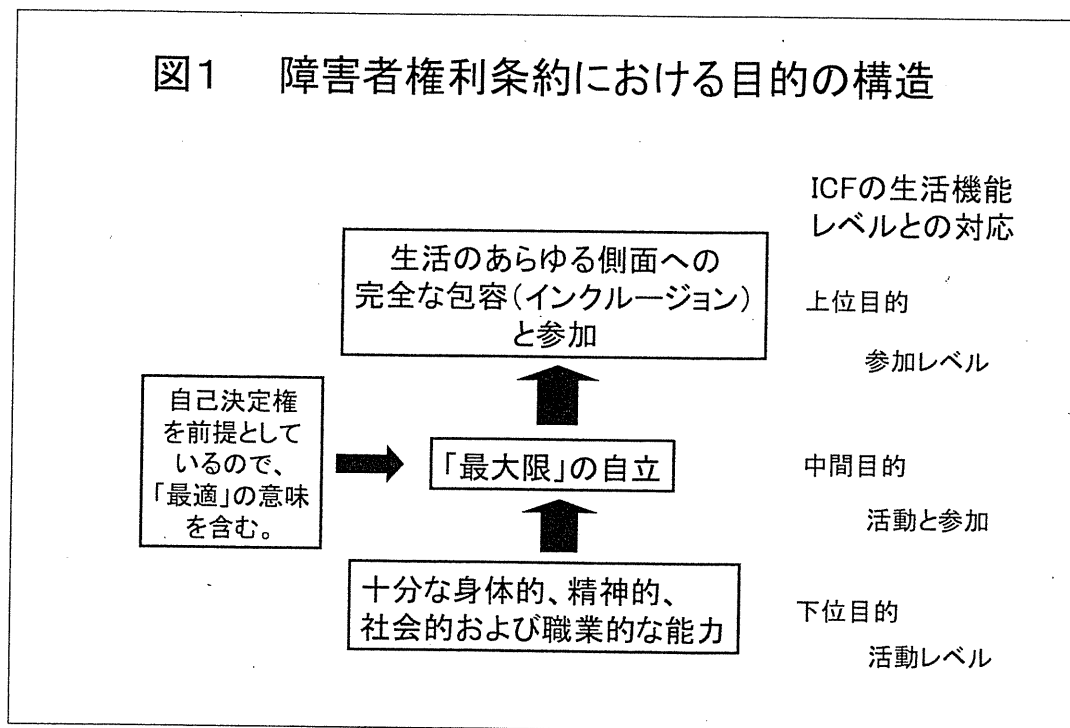 図1 障害者権利条約における目的の構造
ICFの生活機能
レベルとの対応
生活のあらゆる側面への
完全な包容(インクルージョン)
と参加
上位目的
参加レベル
自己決定権
を前提として
いるので、
「最適」の意味
を含む。
「最大限」の自立
中間目的
活動と参加
十分な身体的、精神的、
社会的および職業的な能力
下位目的
活動レベル